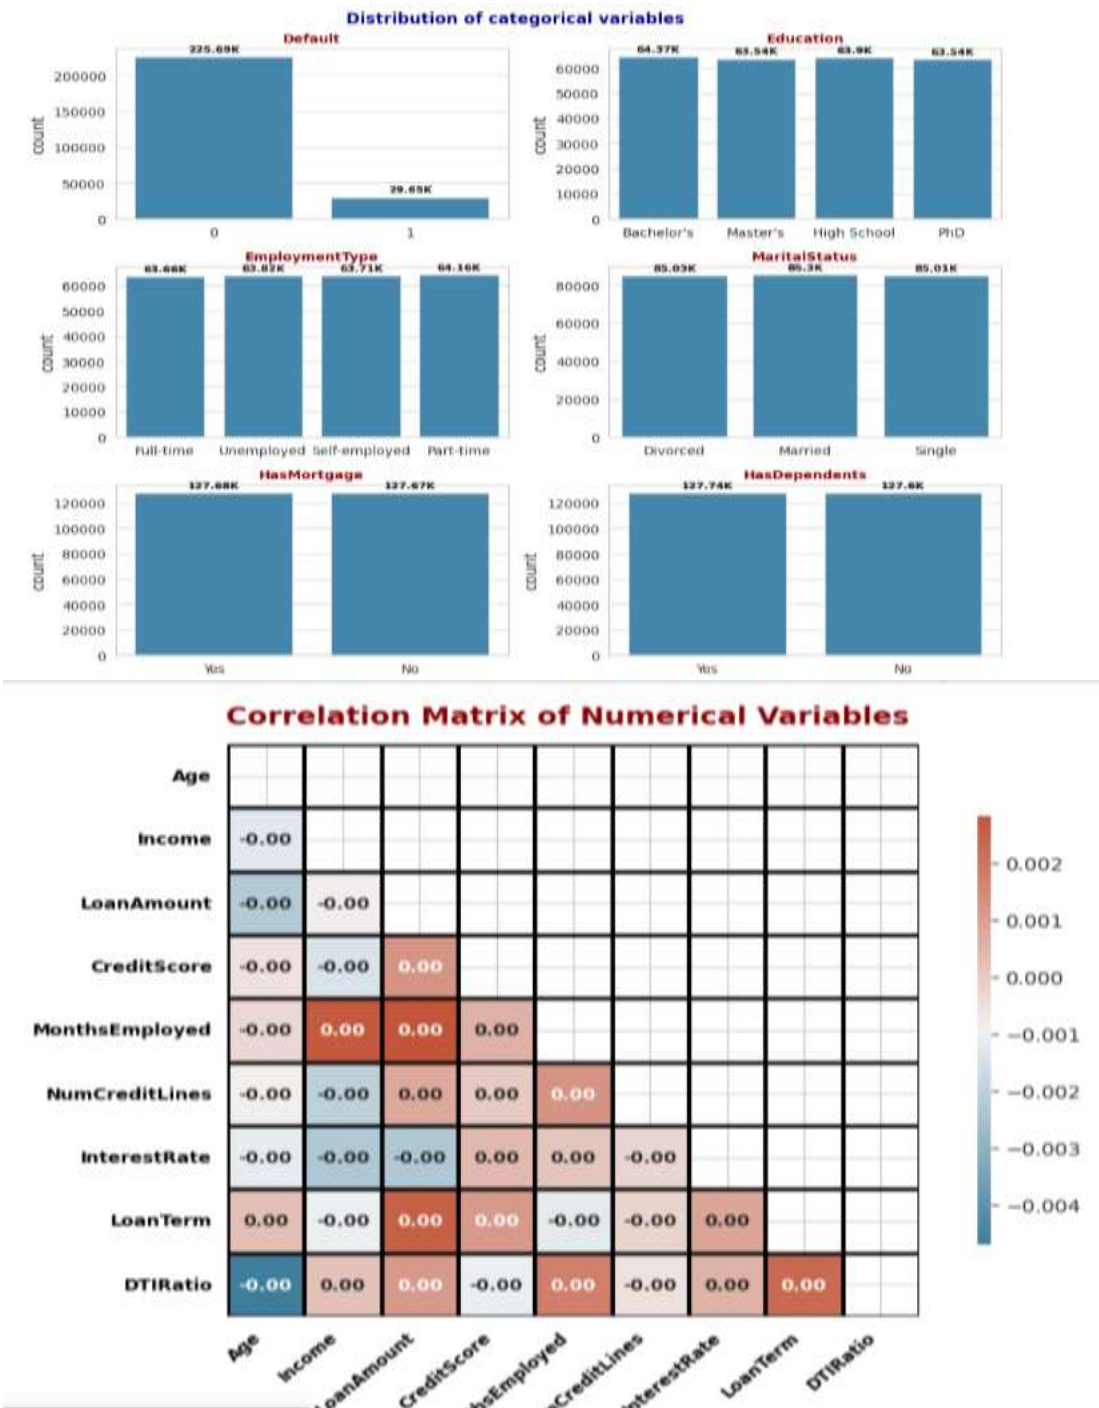 Distribution of categorical variables
Default
Education
225.69K
29.65K
64.37K 63.54K 63.9K 63.54K
count
200000
150000
100000
50000
0
0 1
count
60000
50000
40000
30000
20000
10000
0
Bachelor's Master's High School PhD
EmploymentType
MaritalStatus
63.66K 63.82K 63.71K 64.16K
85.03K 85.3K 85.01K
count
60000
50000
40000
30000
20000
10000
0
Full-time Unemployed Self-employed Part-time
count
80000
60000
40000
20000
0
Divorced Married Single
HasMortgage
HasDependents
127.68K 127.67K
127.74K 127.6K
count
120000
100000
80000
60000
40000
20000
0
Yes No
count
120000
100000
80000
60000
40000
20000
0
Yes No
Correlation Matrix of Numerical Variables
Age
Income -0.00
LoanAmount -0.00 -0.00
CreditScore -0.00 -0.00 0.00
MonthsEmployed -0.00 0.00 0.00 0.00
NumCreditLines -0.00 -0.00 0.00 0.00 0.00
InterestRate -0.00 -0.00 -0.00 0.00 0.00 -0.00
LoanTerm 0.00 -0.00 0.00 0.00 -0.00 -0.00 0.00
DTIRatio -0.00 0.00 0.00 -0.00 0.00 -0.00 0.00 0.00
0.002
0.001
0.000
−0.001
−0.002
−0.003
−0.004
Age Income LoanAmount CreditScore hsEmployed nCreditLines InterestRate LoanTerm DTIRatio